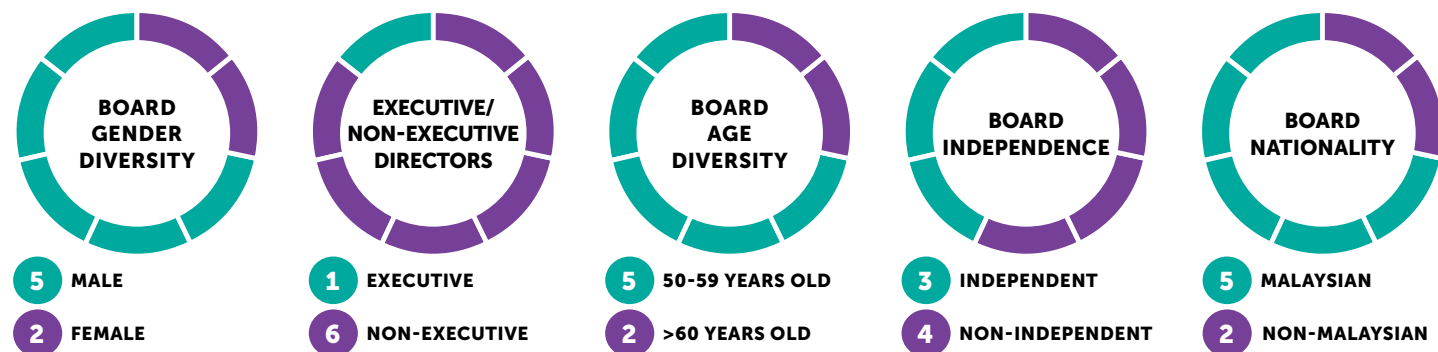 BOARD
GENDER
DIVERSITY
5 MALE
2 FEMALE
EXECUTIVE/
NON-EXECUTIVE
DIRECTORS
1 EXECUTIVE
6 NON-EXECUTIVE
BOARD
AGE
DIVERSITY
5 50-59 YEARS OLD
2 >60 YEARS OLD
BOARD
INDEPENDENCE
3 INDEPENDENT
4 NON-INDEPENDENT
BOARD
NATIONALITY
5 MALAYSIAN
2 NON-MALAYSIAN